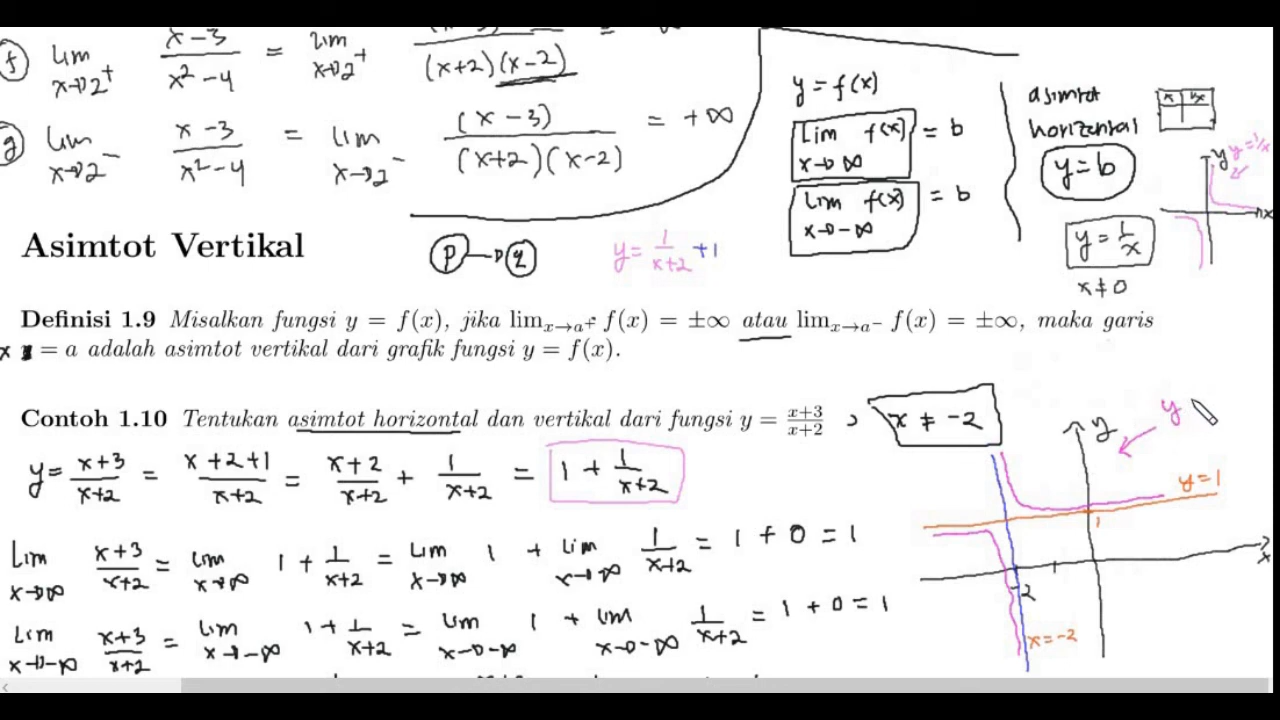 f) lim x→2⁺ x-3/x²-4 = lim x→2⁺ /(x+2)(x-2) =
g) lim x→2⁻ x-3/x²-4 = lim x→2⁻ (x-3)/(x+2)(x-2) = +∞
y = f(x)
Lim x→∞ f(x) = b
Lim x→-∞ f(x) = b
asimtot
horizontal
y = b
y = 1/x
x ≠ 0
x 1/x
y
y = 1/x
x
Asimtot Vertikal
p → q
y = 1/x+2 + 1
Definisi 1.9 Misalkan fungsi y = f(x), jika lim x→a⁺ f(x) = ±∞ atau lim x→a⁻ f(x) = ±∞, maka garis
x = a adalah asimtot vertikal dari grafik fungsi y = f(x).
Contoh 1.10 Tentukan asimtot horizontal dan vertikal dari fungsi y = x+3/x+2 , x ≠ -2
y = x+3/x+2 = x+2+1/x+2 = x+2/x+2 + 1/x+2 = 1 + 1/x+2
Lim x→∞ x+3/x+2 = lim x→∞ 1 + 1/x+2 = Lim x→∞ 1 + Lim x→∞ 1/x+2 = 1 + 0 = 1
Lim x→-∞ x+3/x+2 = Lim x→-∞ 1 + 1/x+2 = Lim x→-∞ 1 + Lim x→-∞ 1/x+2 = 1 + 0 = 1
y
y
y = 1
1
x
-2
x = -2